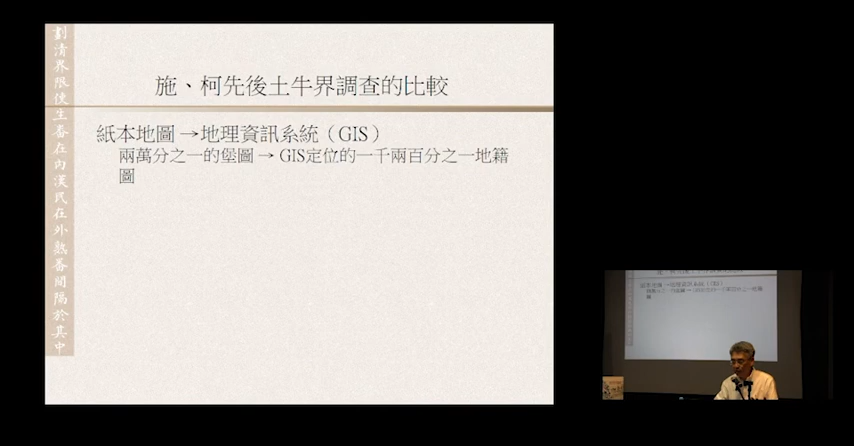 劃清界限使生番在內漢民在外熟番間隔於其中
施、柯先後土牛界調查的比較
紙本地圖→地理資訊系統（GIS）
兩萬分之一的堡圖→ GIS定位的一千兩百分之一地籍
圖